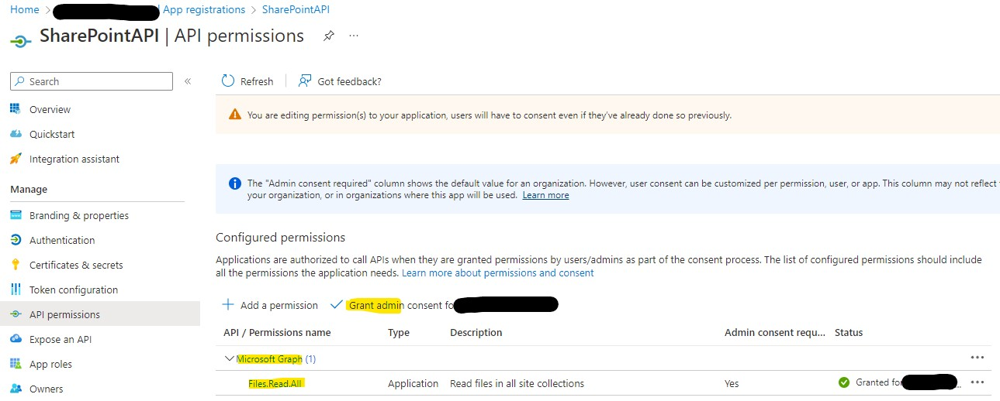 Home > App registrations > SharePointAPI
SharePointAPI | API permissions
Search
Refresh
Got feedback?
You are editing permission(s) to your application, users will have to consent even if they've already done so previously.
Overview
Quickstart
Integration assistant
Manage
Branding & properties
Authentication
Certificates & secrets
Token configuration
API permissions
Expose an API
App roles
Owners
The "Admin consent required" column shows the default value for an organization. However, user consent can be customized per permission, user, or app. This column may not reflect
your organization, or in organizations where this app will be used. Learn more
Configured permissions
Applications are authorized to call APIs when they are granted permissions by users/admins as part of the consent process. The list of configured permissions should include
all the permissions the application needs. Learn more about permissions and consent
Add a permission
Grant admin consent fo
API / Permissions name Type Description Admin consent requ... Status
Microsoft Graph (1)
Files.Read.All Application Read files in all site collections Yes Granted for ...